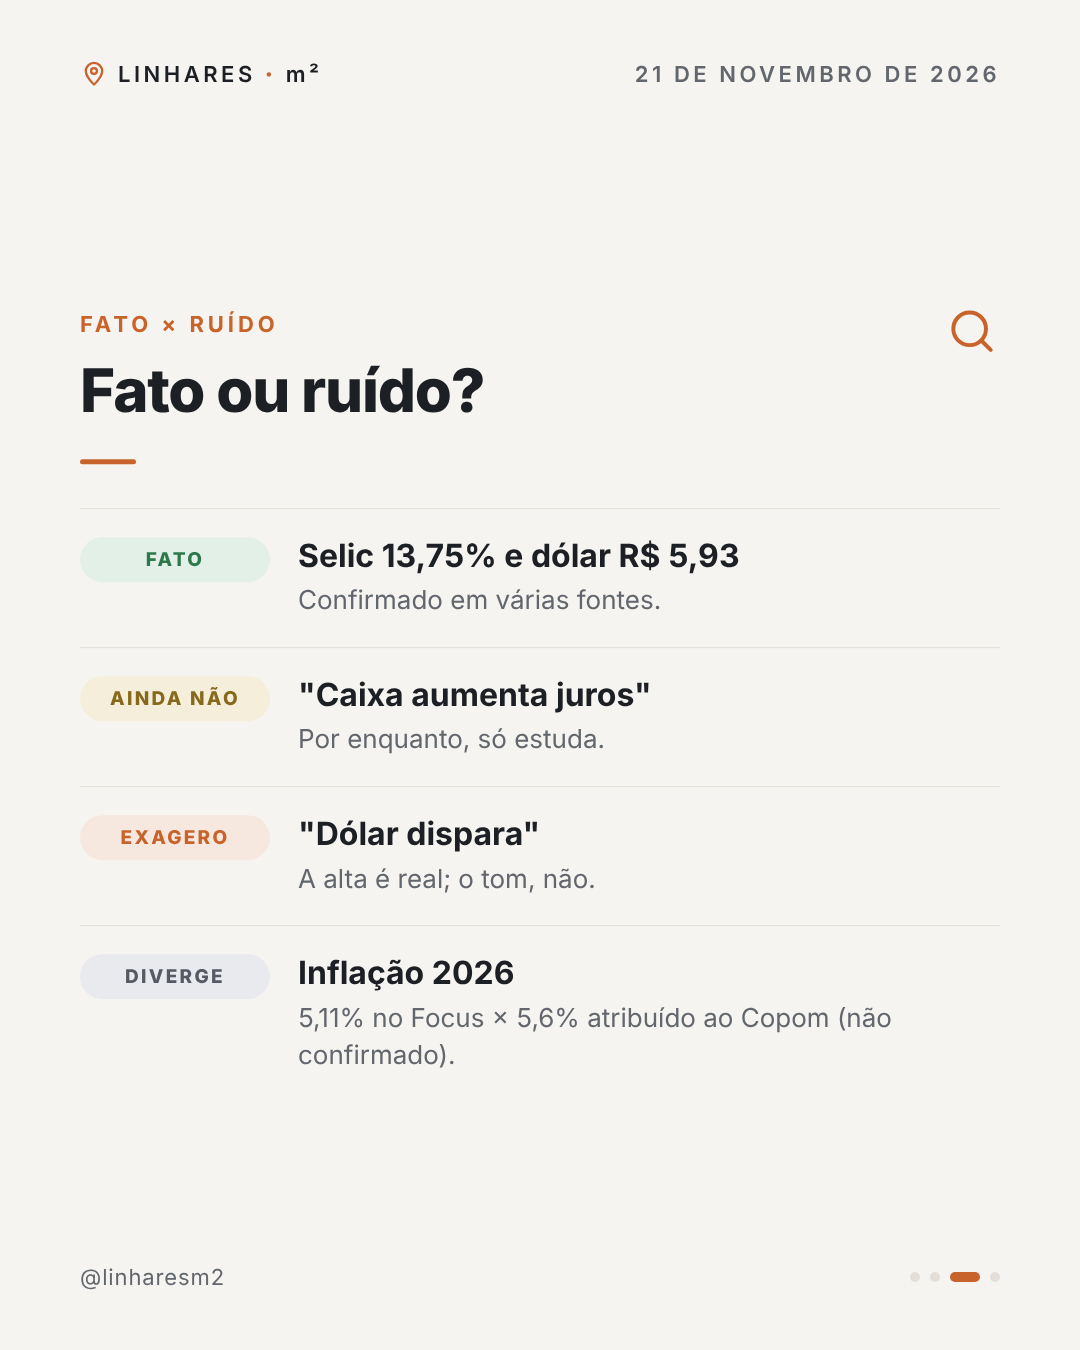 LINHARES · m²
21 DE NOVEMBRO DE 2026
FATO × RUÍDO
Fato ou ruído?
FATO
Selic 13,75% e dólar R$ 5,93
Confirmado em várias fontes.
AINDA NÃO
"Caixa aumenta juros"
Por enquanto, só estuda.
EXAGERO
"Dólar dispara"
A alta é real; o tom, não.
DIVERGE
Inflação 2026
5,11% no Focus × 5,6% atribuído ao Copom (não
confirmado).
@linharesm2